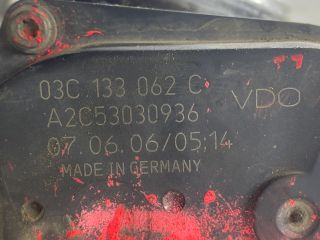 03C 133 062 C
VDO
A2C53030936
07.06.06/05:14
MADE IN GERMANY